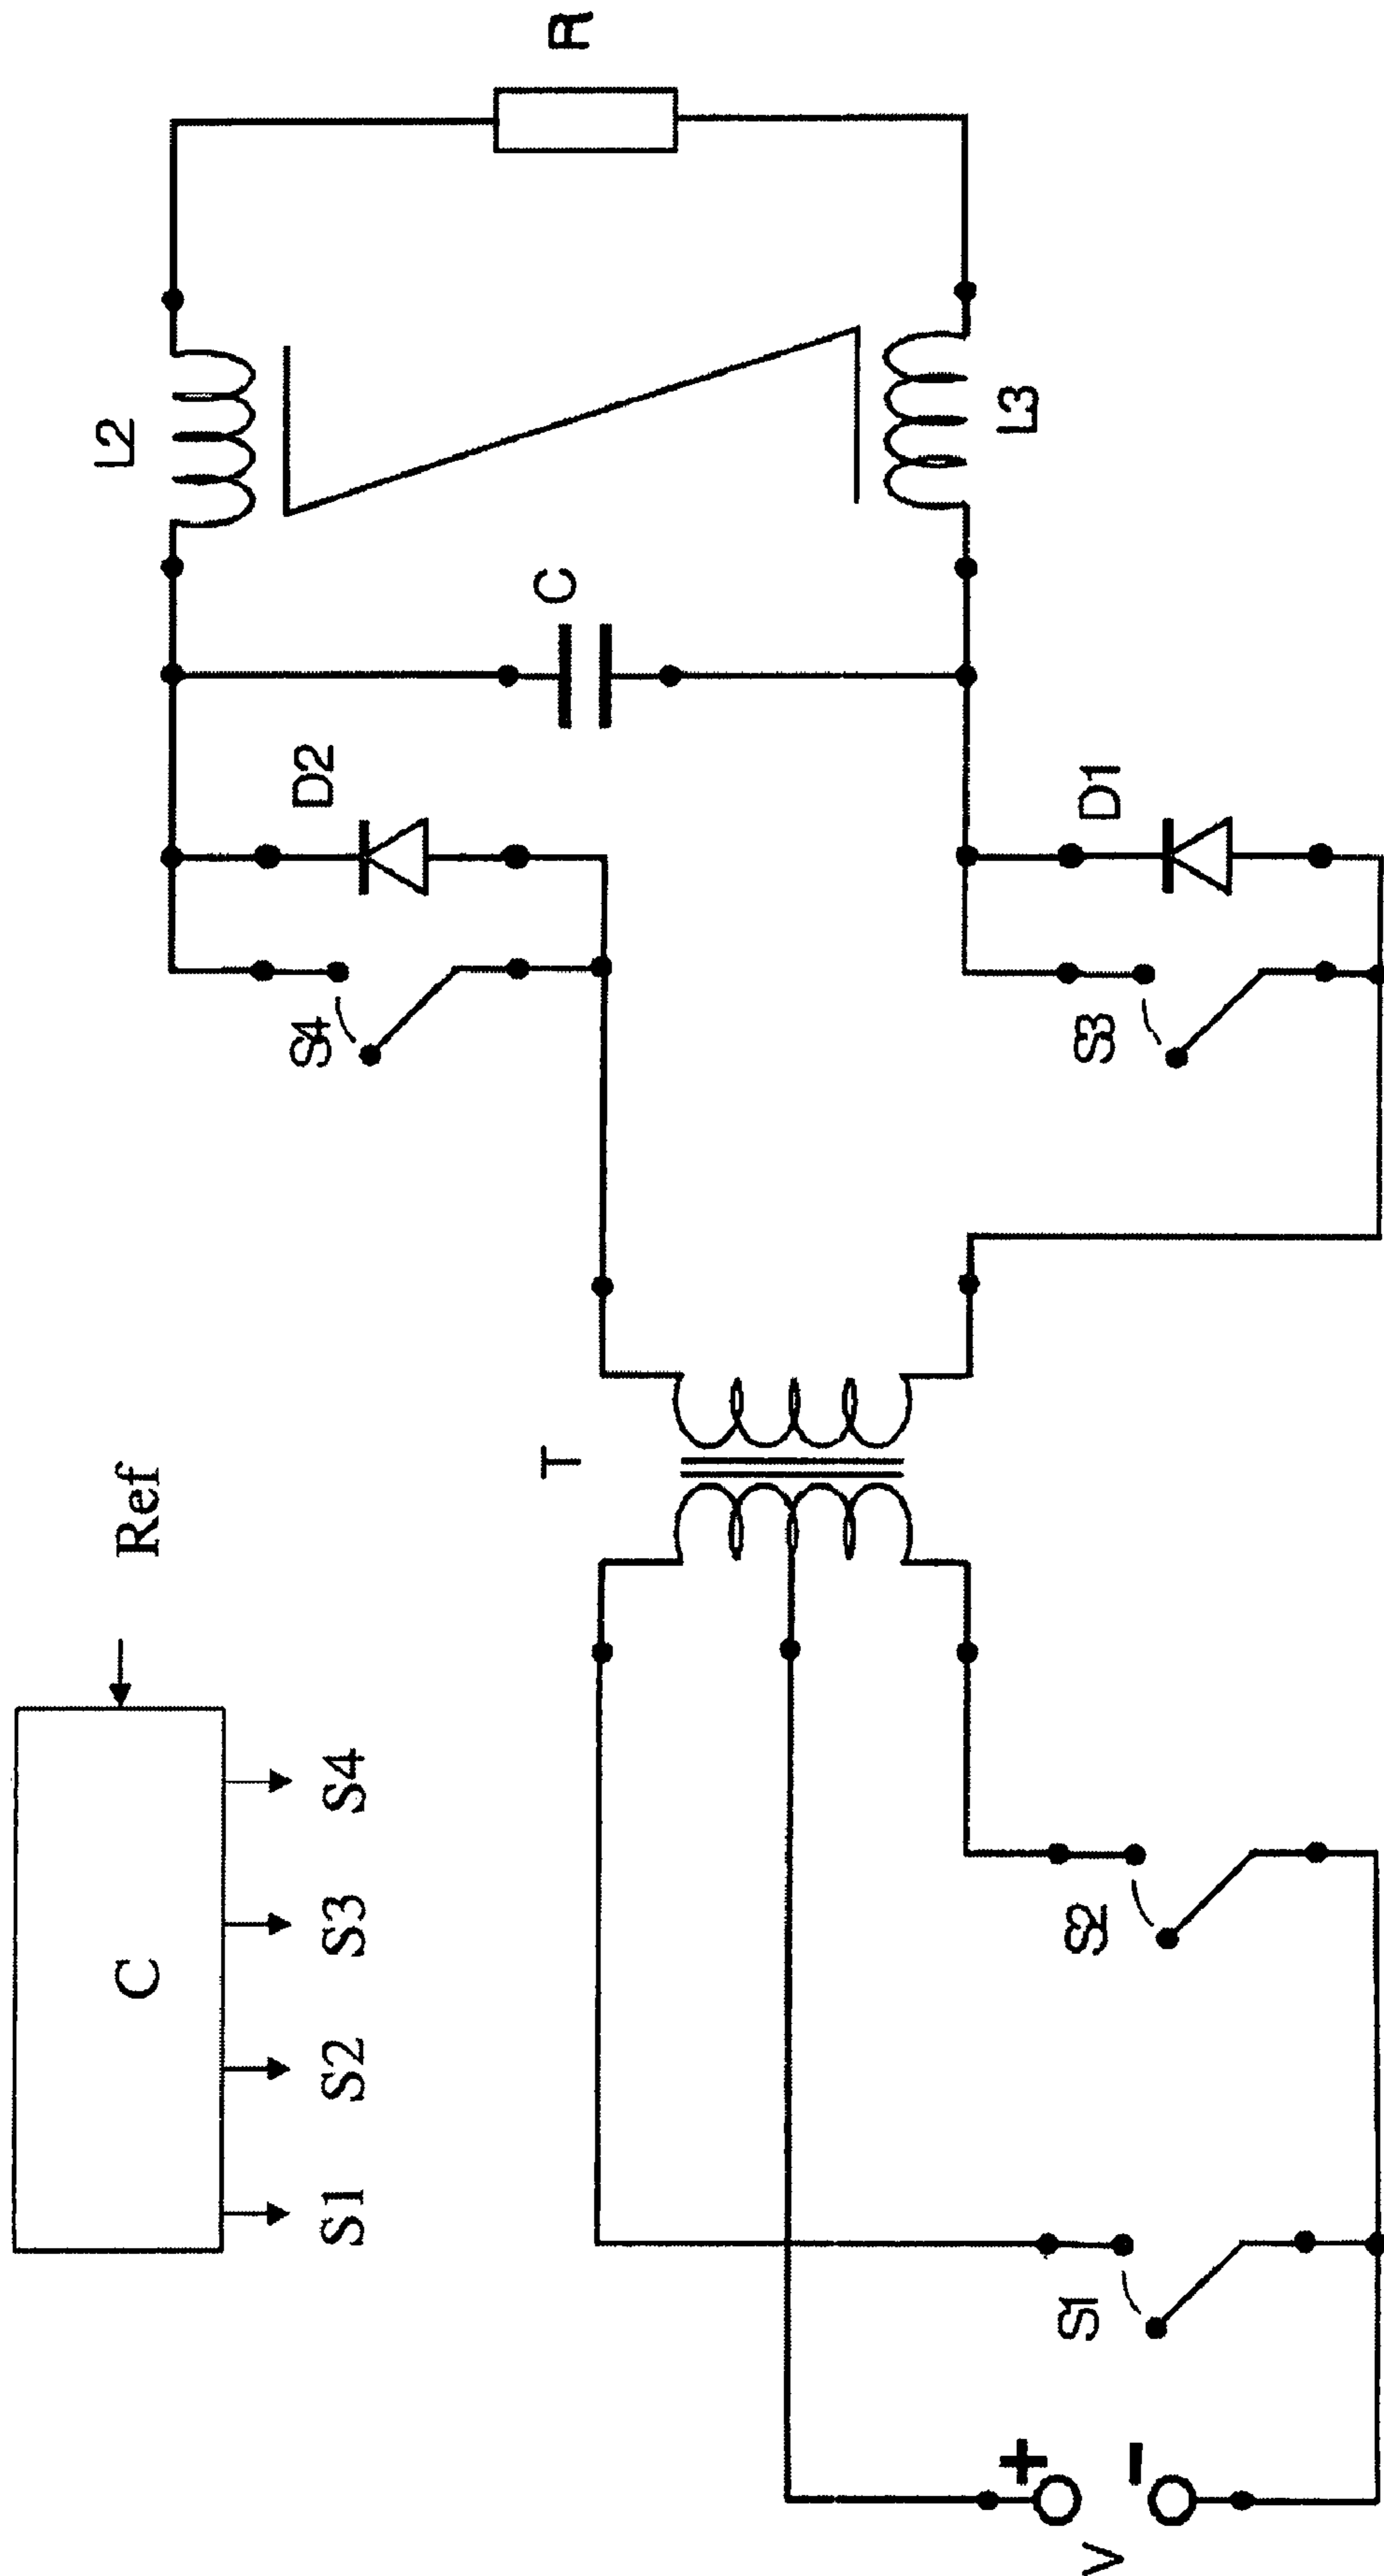 R
L2
L3
C
D2
D1
S4
S3
T
Ref
C
S1 S2 S3 S4
S2
S1
+
-
V